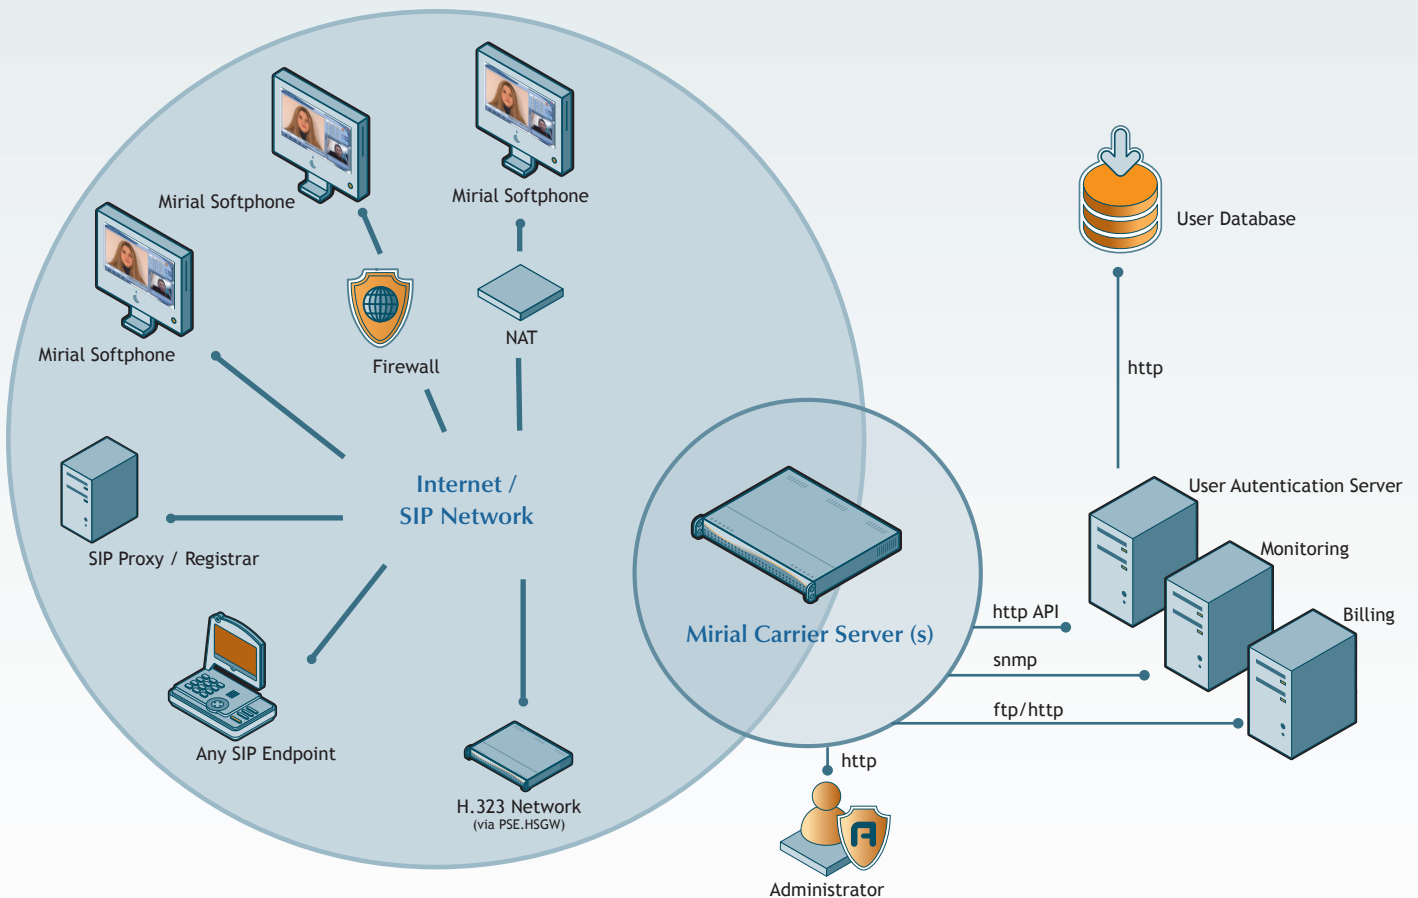 Mirial Softphone
Mirial Softphone
Mirial Softphone
User Database
NAT
Firewall
http
Internet /
SIP Network
User Autentication Server
Monitoring
SIP Proxy / Registrar
http API
Billing
Mirial Carrier Server (s)
snmp
ftp/http
Any SIP Endpoint
http
H.323 Network
(via PSE.HSGW)
A
Administrator